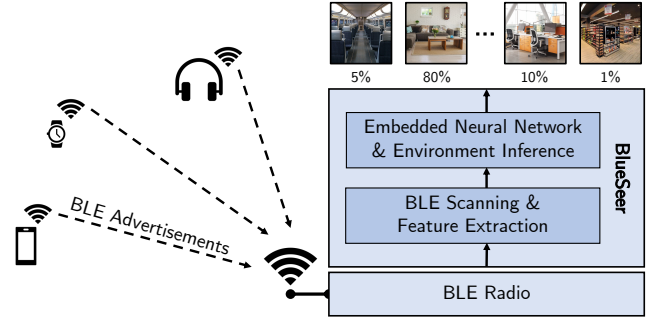 5%
80%
...
10%
1%
Embedded Neural Network
& Environment Inference
BlueSeer
BLE Scanning &
Feature Extraction
BLE Advertisements
BLE Radio